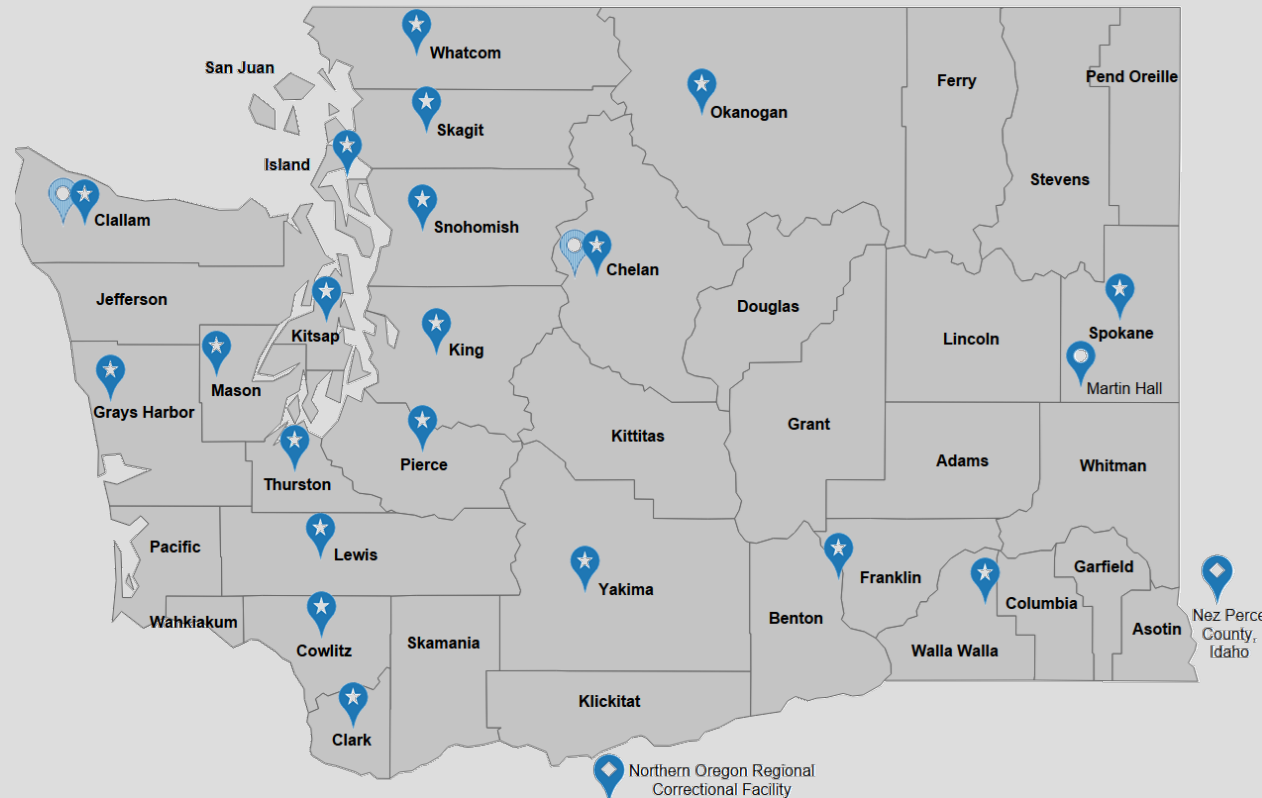 Whatcom
San Juan
Ferry
Pend Oreille
Okanogan
Skagit
Island
Stevens
Clallam
Snohomish
Chelan
Jefferson
Douglas
Kitsap
Spokane
Lincoln
King
Mason
Martin Hall
Grays Harbor
Grant
Kittitas
Adams
Pierce
Whitman
Thurston
Pacific
Lewis
Garfield
Franklin
Yakima
Columbia
Nez Perce
County,
Idaho
Benton
Wahkiakum
Asotin
Skamania
Cowlitz
Walla Walla
Klickitat
Clark
Northern Oregon Regional
Correctional Facility